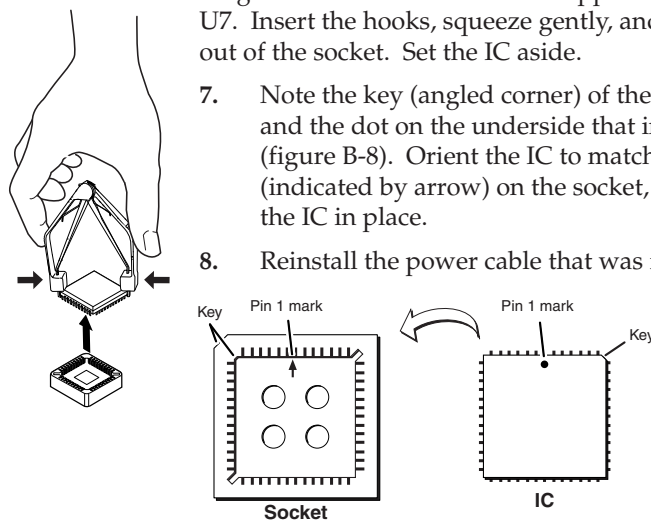 U7. Insert the hooks, squeeze gently, and
out of the socket. Set the IC aside.
7. Note the key (angled corner) of the
and the dot on the underside that i
(figure B-8). Orient the IC to match
(indicated by arrow) on the socket,
the IC in place.
8. Reinstall the power cable that was
Key
Pin 1 mark
Pin 1 mark
Key
Socket
IC